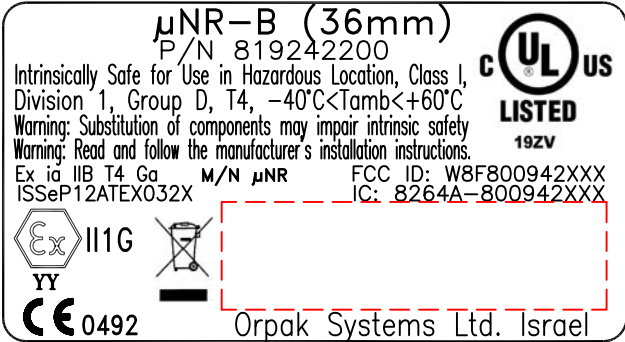 µNR-B (36mm)
P/N 819242200
Intrinsically Safe for Use in Hazardous Location, Class I,
Division 1, Group D, T4, -40°C<Tamb<+60°C
Warning: Substitution of components may impair intrinsic safety
Warning: Read and follow the manufacturer's installation instructions.
C UL US
®
LISTED
19ZV
Ex ia IIB T4 Ga M/N µNR FCC ID: W8F800942XXX
ISSeP12ATEX032X IC: 8264A-800942XXX
Ex II1G
YY
CE 0492 Orpak Systems Ltd. Israel